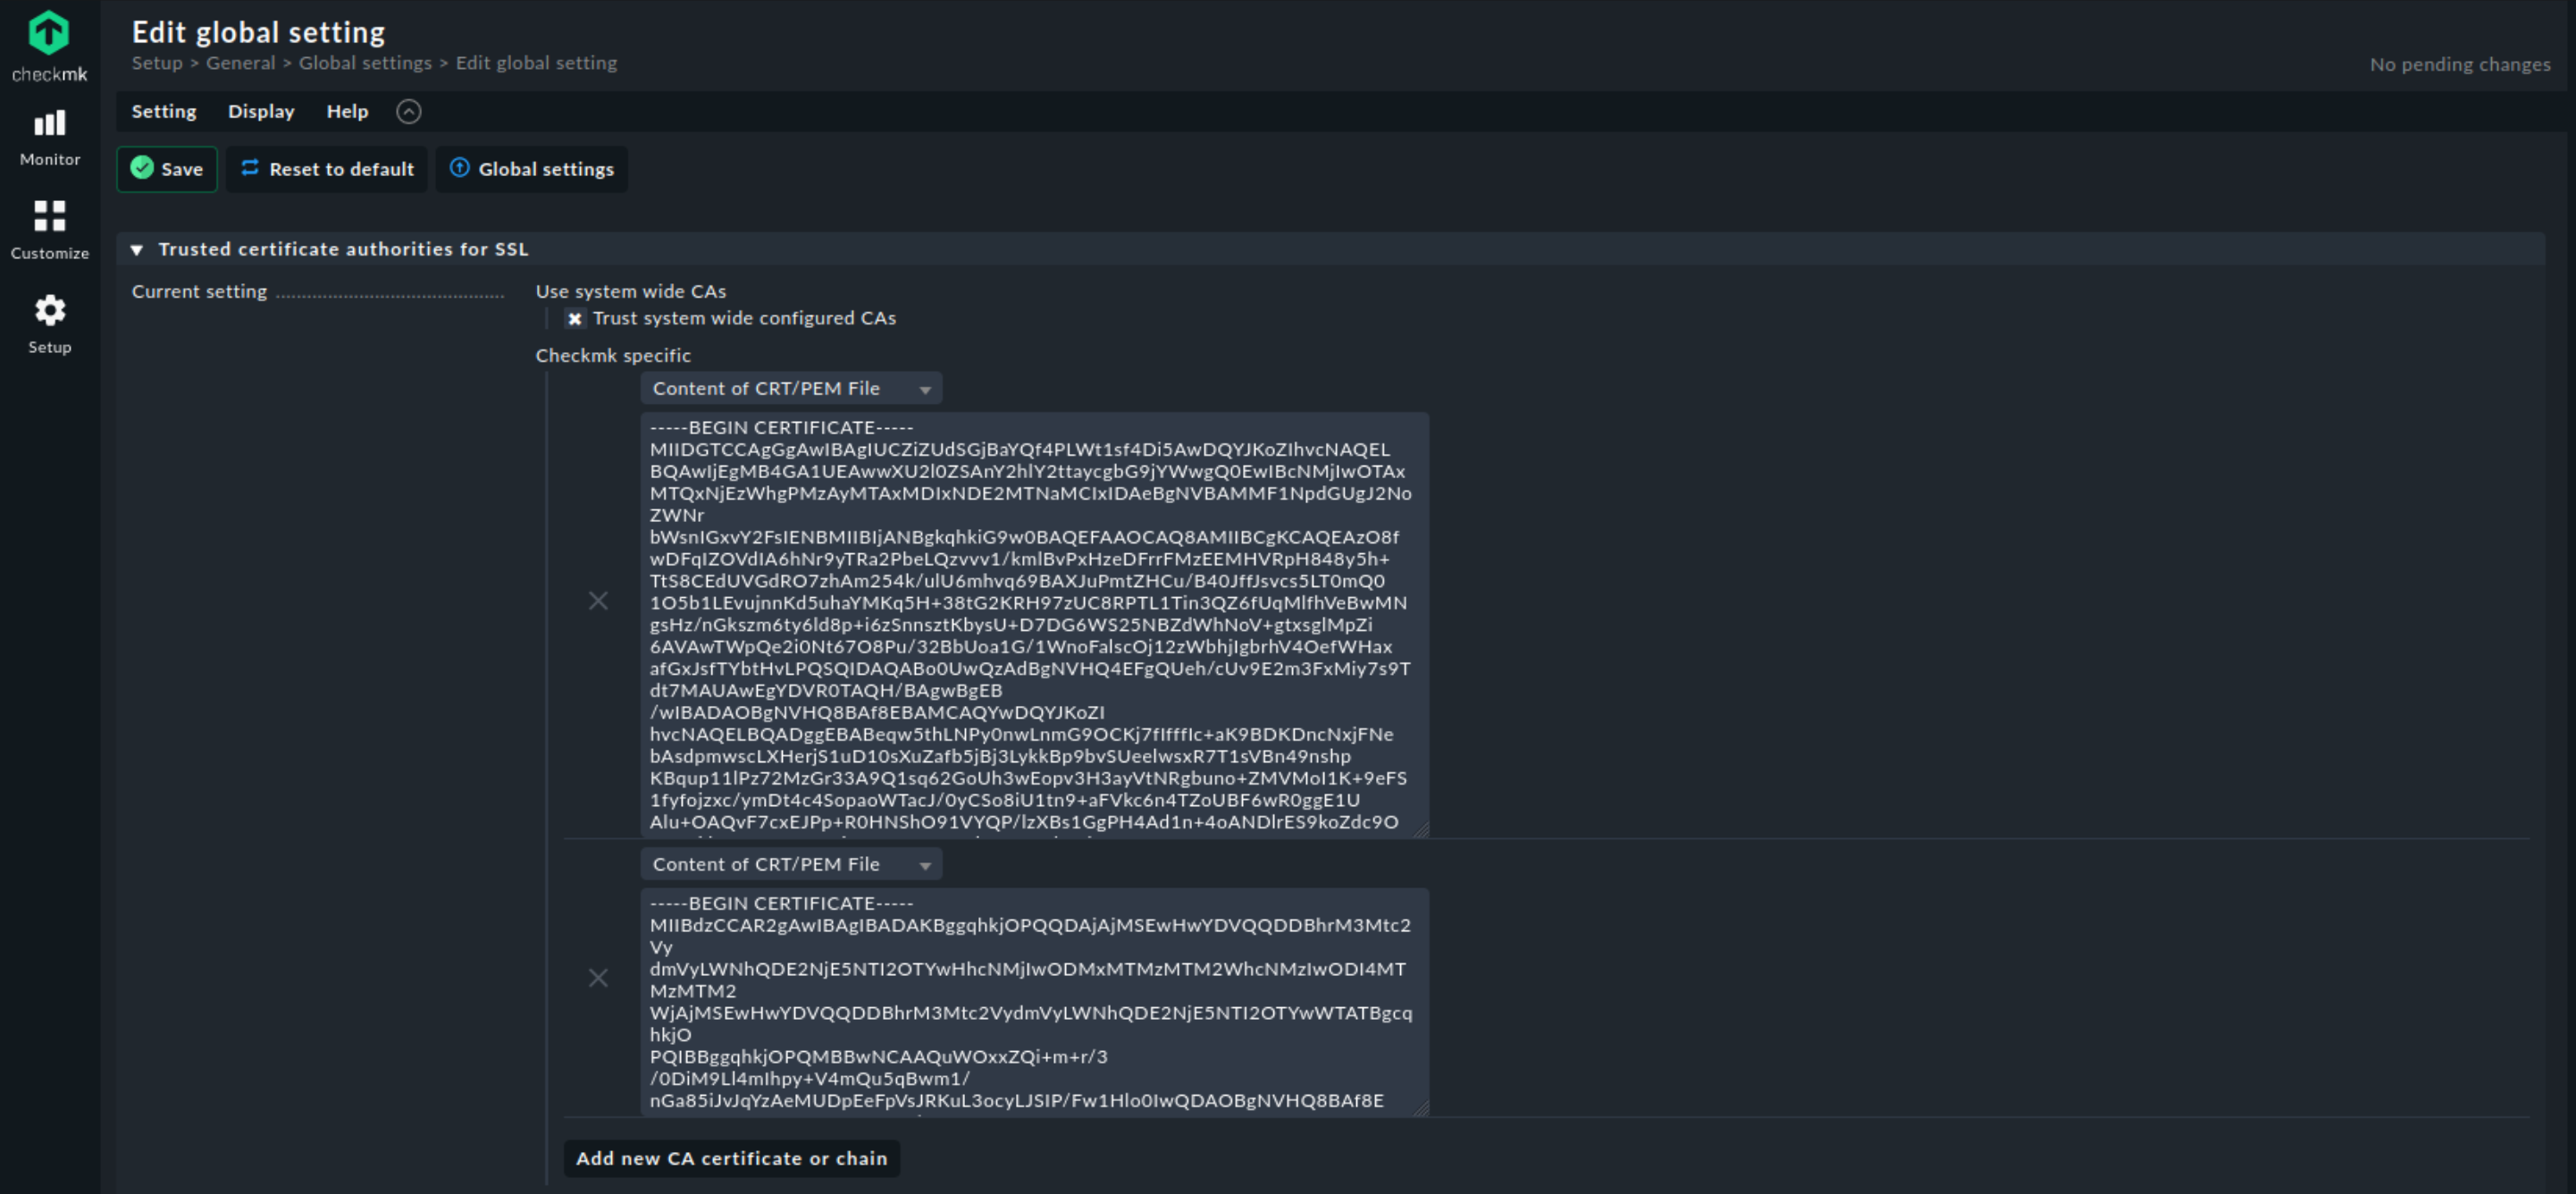 Edit global setting
Setup > General > Global settings > Edit global setting
No pending changes
checkmk
Monitor
Customize
Setup
Setting Display Help
Save Reset to default Global settings
Trusted certificate authorities for SSL
Current setting
Use system wide CAs
Trust system wide configured CAs
Checkmk specific
Content of CRT/PEM File
-----BEGIN CERTIFICATE-----
MIIDGTCCAgGgAwIBAgIUCZiZUdSGjBaYQf4PLWt1sf4Di5AwDQYJKoZIhvcNAQEL
BQAwIjEgMB4GA1UEAwwXU2l0ZSAnY2hlY2ttaycgbG9jYWwgQ0EwIBcNMjIwOTAx
MTQxNjEzWhgPMzAyMTAxMDIxNDE2MTNaMCIxIDAeBgNVBAMMF1NpdGUgJ2No
ZWNr
bWsnIGxvY2FsIENBMIIBIjANBgkqhkiG9w0BAQEFAAOCAQ8AMIIBCgKCAQEAzO8f
wDFqIZOVdIA6hNr9yTRa2PbeLQzvvv1/kmlBvPxHzeDFrrFMzEEMHVRpH848y5h+
TtS8CEdUVGdRO7zhAm254k/ulU6mhvq69BAXJuPmtZHCu/B40JffJsvcs5LT0mQ0
1O5b1LEvujnnKd5uhaYMKq5H+38tG2KRH97zUC8RPTL1Tin3QZ6fUqMlfhVeBwMN
gsHz/nGkszm6ty6ld8p+i6zSnnsztKbysU+D7DG6WS25NBZdWhNoV+gtxsglMpZi
6AVAwTWpQe2i0Nt67O8Pu/32BbUoa1G/1WnoFalscOj12zWbhjIgbrhV4OefWHax
afGxJsfTYbtHvLPQSQIDAQABo0UwQzAdBgNVHQ4EFgQUeh/cUv9E2m3FxMiy7s9T
dt7MAUAwEgYDVR0TAQH/BAgwBgEB
/wIBADAOBgNVHQ8BAf8EBAMCAQYwDQYJKoZI
hvcNAQELBQADggEBABeqw5thLNPy0nwLnmG9OCKj7fIfffIc+aK9BDKDncNxjFNe
bAsdpmwscLXHerjS1uD10sXuZafb5jBj3LykkBp9bvSUeelwsxR7T1sVBn49nshp
KBqup11lPz72MzGr33A9Q1sq62GoUh3wEopv3H3ayVtNRgbuno+ZMVMoI1K+9eFS
1fyfojzxc/ymDt4c4SopaoWTacJ/0yCSo8iU1tn9+aFVkc6n4TZoUBF6wR0ggE1U
Alu+OAQvF7cxEJPp+R0HNShO91VYQP/lzXBs1GgPH4Ad1n+4oANDlrES9koZdc9O
Content of CRT/PEM File
-----BEGIN CERTIFICATE-----
MIIBdzCCAR2gAwIBAgIBADAKBggqhkjOPQQDAjAjMSEwHwYDVQQDDBhrM3Mtc2
Vy
dmVyLWNhQDE2NjE5NTI2OTYwHhcNMjIwODMxMTMzMTM2WhcNMzIwODI4MT
MzMTM2
WjAjMSEwHwYDVQQDDBhrM3Mtc2VydmVyLWNhQDE2NjE5NTI2OTYwWTATBgcq
hkjO
PQIBBggqhkjOPQMBBwNCAAQuWOxxZQi+m+r/3
/0DiM9Ll4mIhpy+V4mQu5qBwm1/
nGa85iJvJqYzAeMUDpEeFpVsJRKuL3ocyLJSIP/Fw1Hlo0IwQDAOBgNVHQ8BAf8E
Add new CA certificate or chain